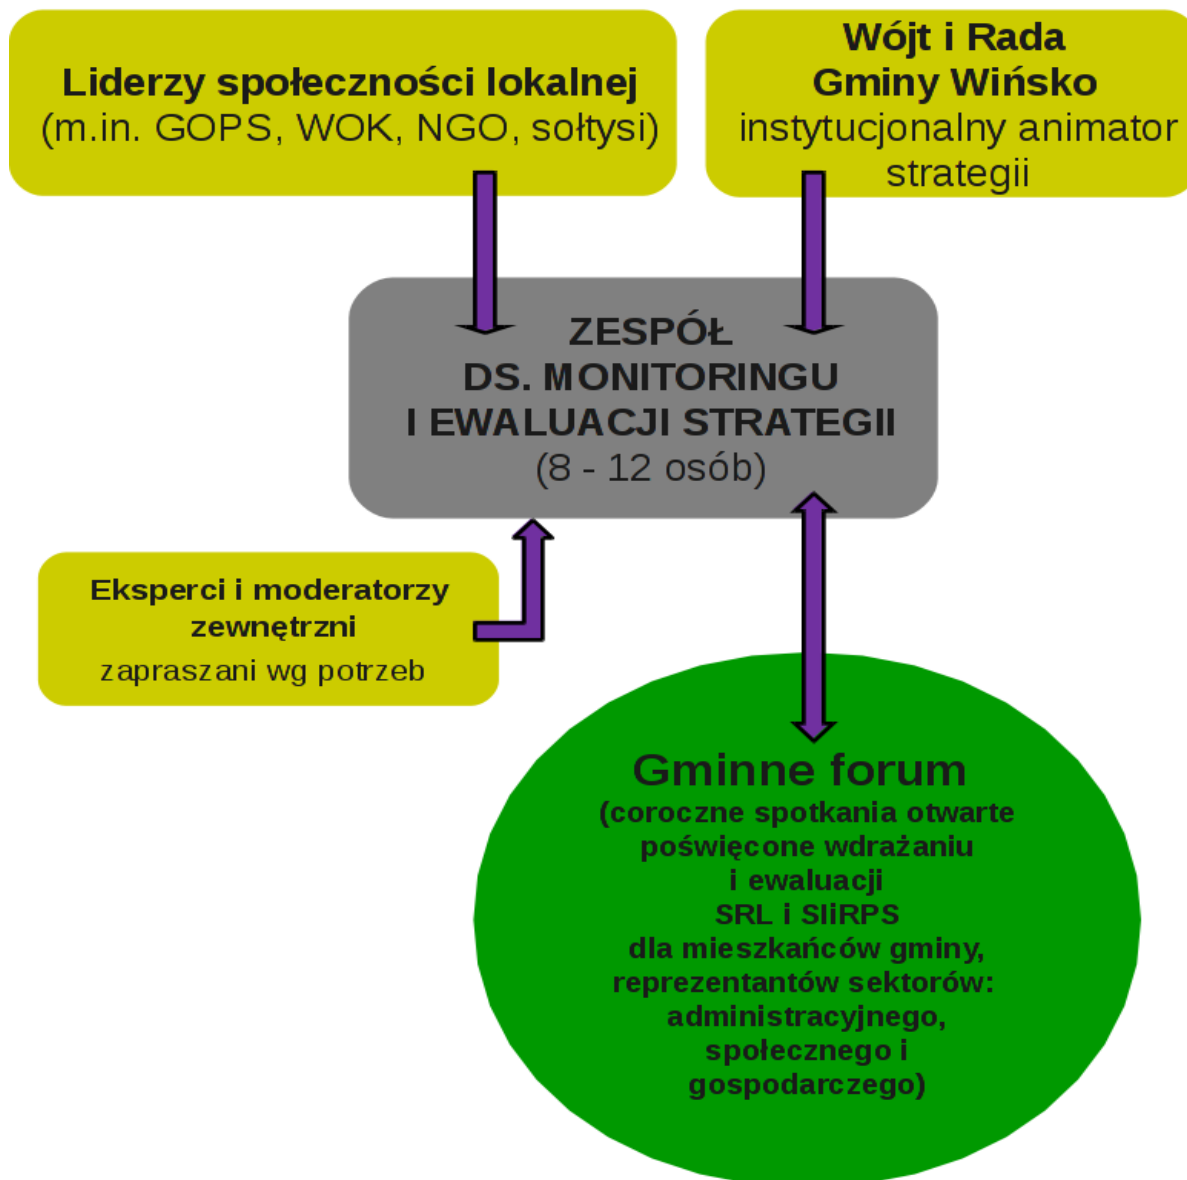 Liderzy społeczności lokalnej
(m.in. GOPS, WOK, NGO, sołtysi)
Wójt i Rada
Gminy Wińsko
instytucjonalny animator
strategii
ZESPÓŁ
DS. MONITORINGU
I EWALUACJI STRATEGII
(8 - 12 osób)
Eksperci i moderatorzy
zewnętrzni
zapraszani wg potrzeb
Gminne forum
(coroczne spotkania otwarte
poświęcone wdrażaniu
i ewaluacji
SRL i SIiRPS
dla mieszkańców gminy,
reprezentantów sektorów:
administracyjnego,
społecznego i
gospodarczego)